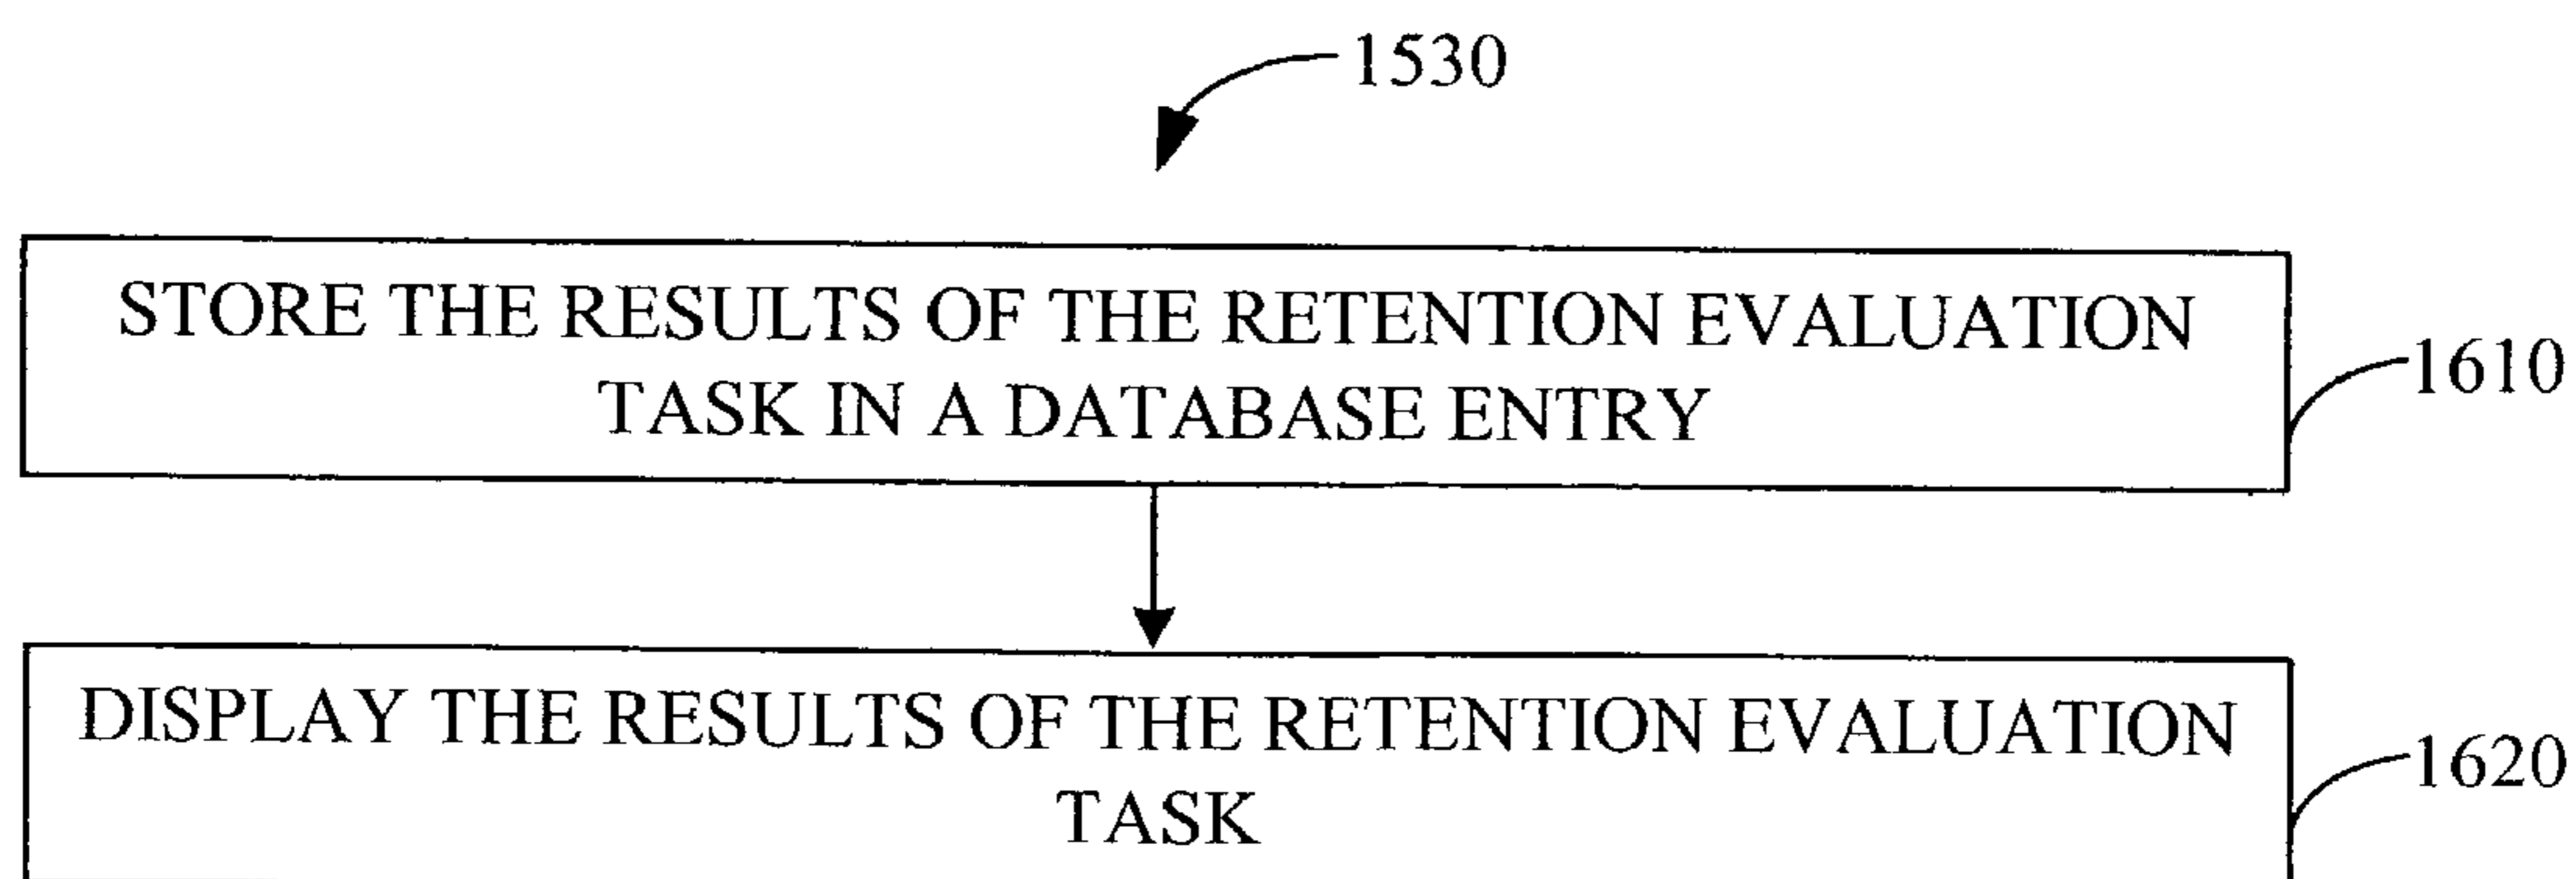 1530
STORE THE RESULTS OF THE RETENTION EVALUATION
TASK IN A DATABASE ENTRY
1610
DISPLAY THE RESULTS OF THE RETENTION EVALUATION
TASK
1620